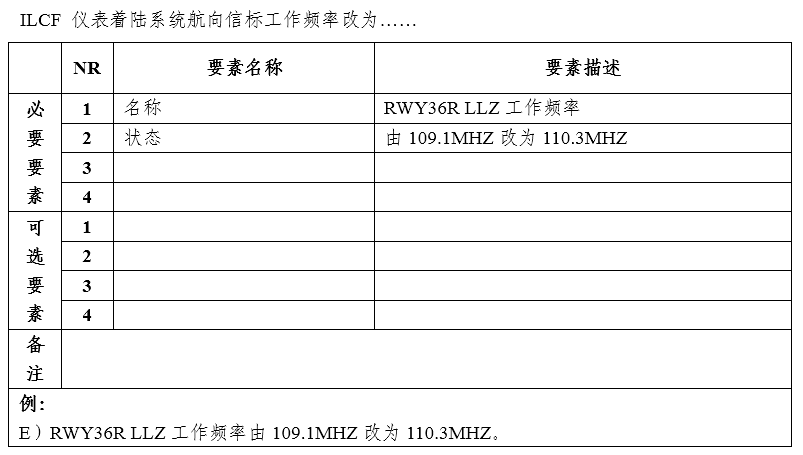 ILCF 仪表着陆系统航向信标工作频率改为……
NR 要素名称 要素描述
必要要素
1 名称 RWY36R LLZ 工作频率
2 状态 由 109.1MHZ 改为 110.3MHZ
3
4
可选要素
1
2
3
4
备注
例：
E）RWY36R LLZ 工作频率由 109.1MHZ 改为 110.3MHZ。